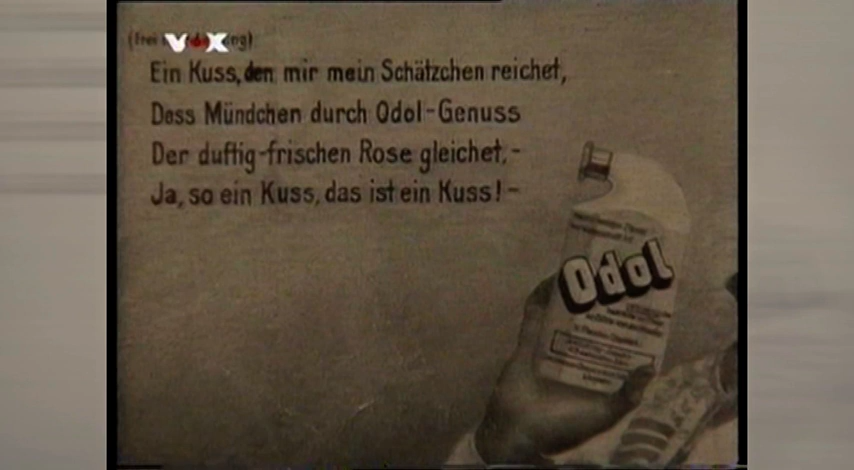 VOX
Ein Kuss, den mir mein Schätzchen reichet,
Dess Mündchen durch Odol-Genuss
Der duftig-frischen Rose gleichet,-
Ja, so ein Kuss, das ist ein Kuss!-
Odol